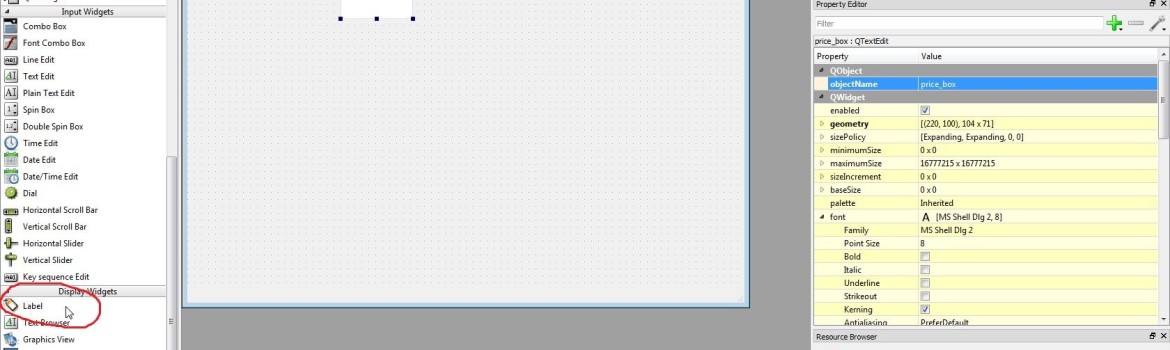 Input Widgets
Combo Box
Font Combo Box
Line Edit
Text Edit
Plain Text Edit
Spin Box
Double Spin Box
Time Edit
Date Edit
Date/Time Edit
Dial
Horizontal Scroll Bar
Vertical Scroll Bar
Horizontal Slider
Vertical Slider
Key sequence Edit
Display Widgets
Label
Text Browser
Graphics View
Property Editor
Filter
price_box : QTextEdit
Property Value
QObject
objectName price_box
QWidget
enabled
geometry [(220, 100), 104 x 71]
sizePolicy [Expanding, Expanding, 0, 0]
minimumSize 0 x 0
maximumSize 16777215 x 16777215
sizeIncrement 0 x 0
baseSize 0 x 0
palette Inherited
font A [MS Shell Dlg 2, 8]
Family MS Shell Dlg 2
Point Size 8
Bold
Italic
Underline
Strikeout
Kerning
Antialiasing PreferDefault
Resource Browser